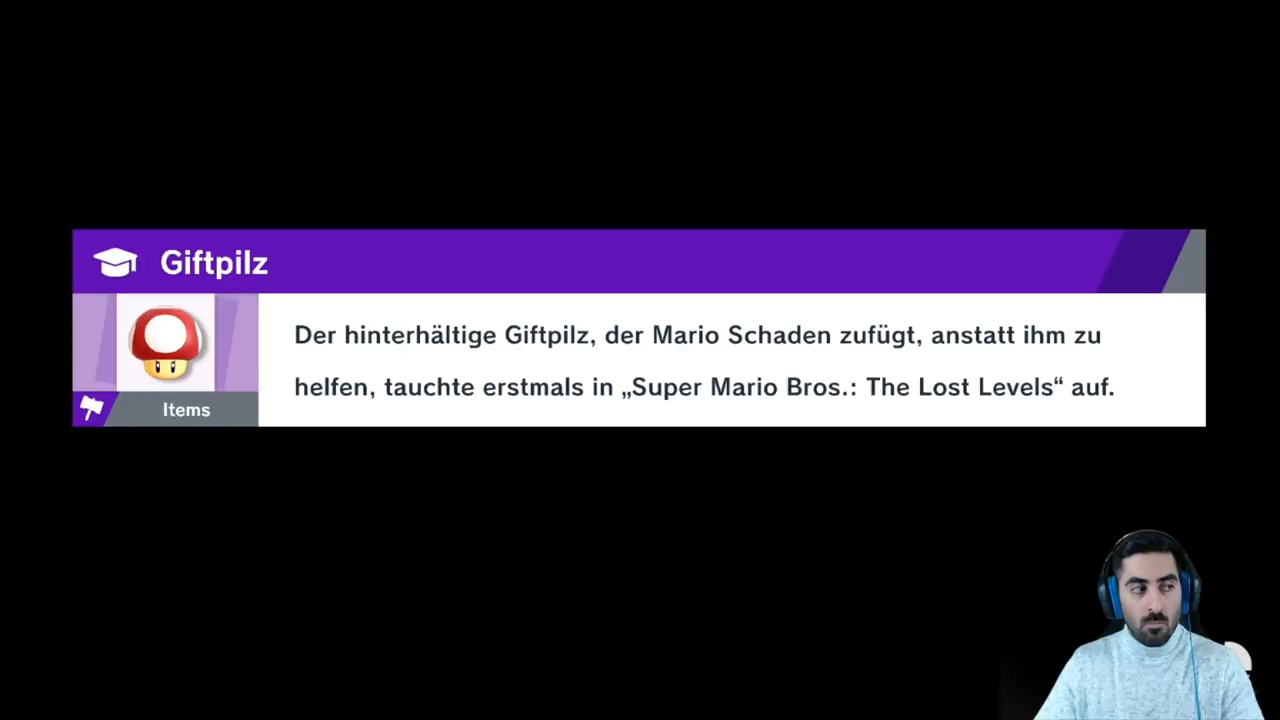 Giftpilz
Der hinterhältige Giftpilz, der Mario Schaden zufügt, anstatt ihm zu
helfen, tauchte erstmals in „Super Mario Bros.: The Lost Levels“ auf.
Items